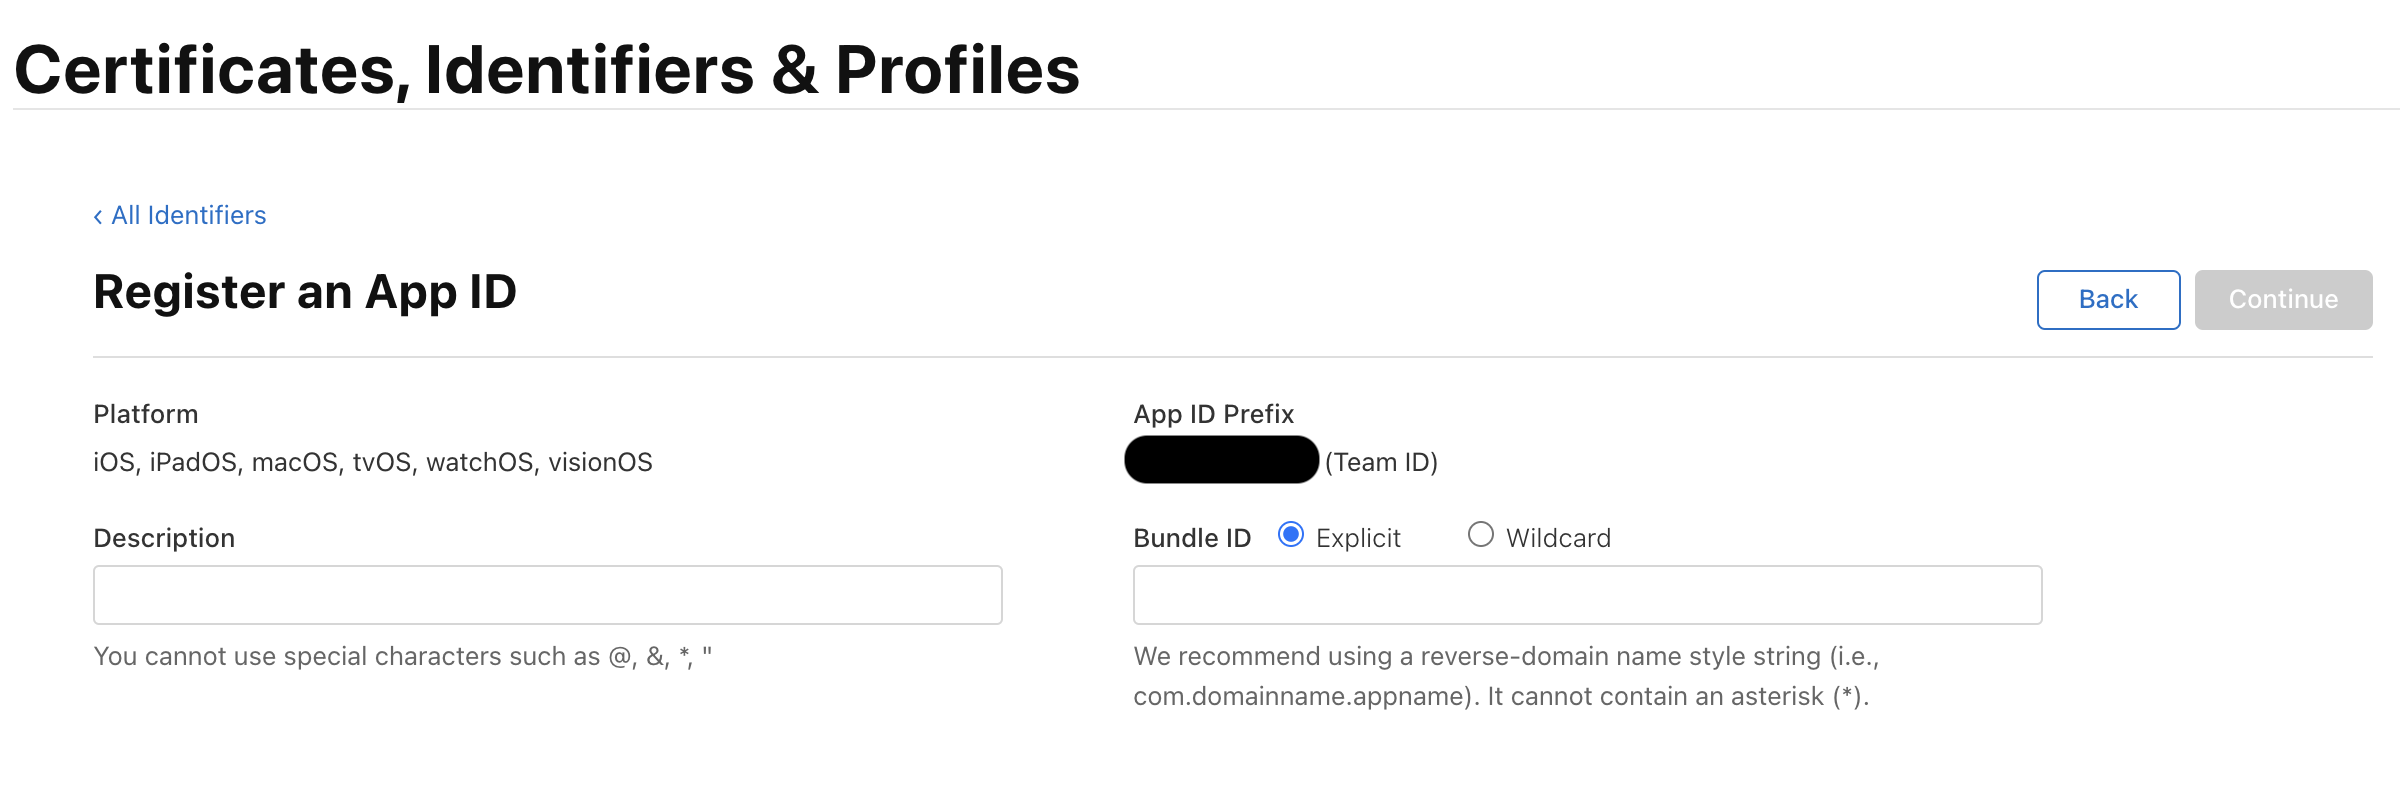 Certificates, Identifiers & Profiles
‹ All Identifiers
Register an App ID
Back
Continue
Platform
iOS, iPadOS, macOS, tvOS, watchOS, visionOS
App ID Prefix
(Team ID)
Description
You cannot use special characters such as @, &, *, "
Bundle ID
Explicit
Wildcard
We recommend using a reverse-domain name style string (i.e.,
com.domainname.appname). It cannot contain an asterisk (*).